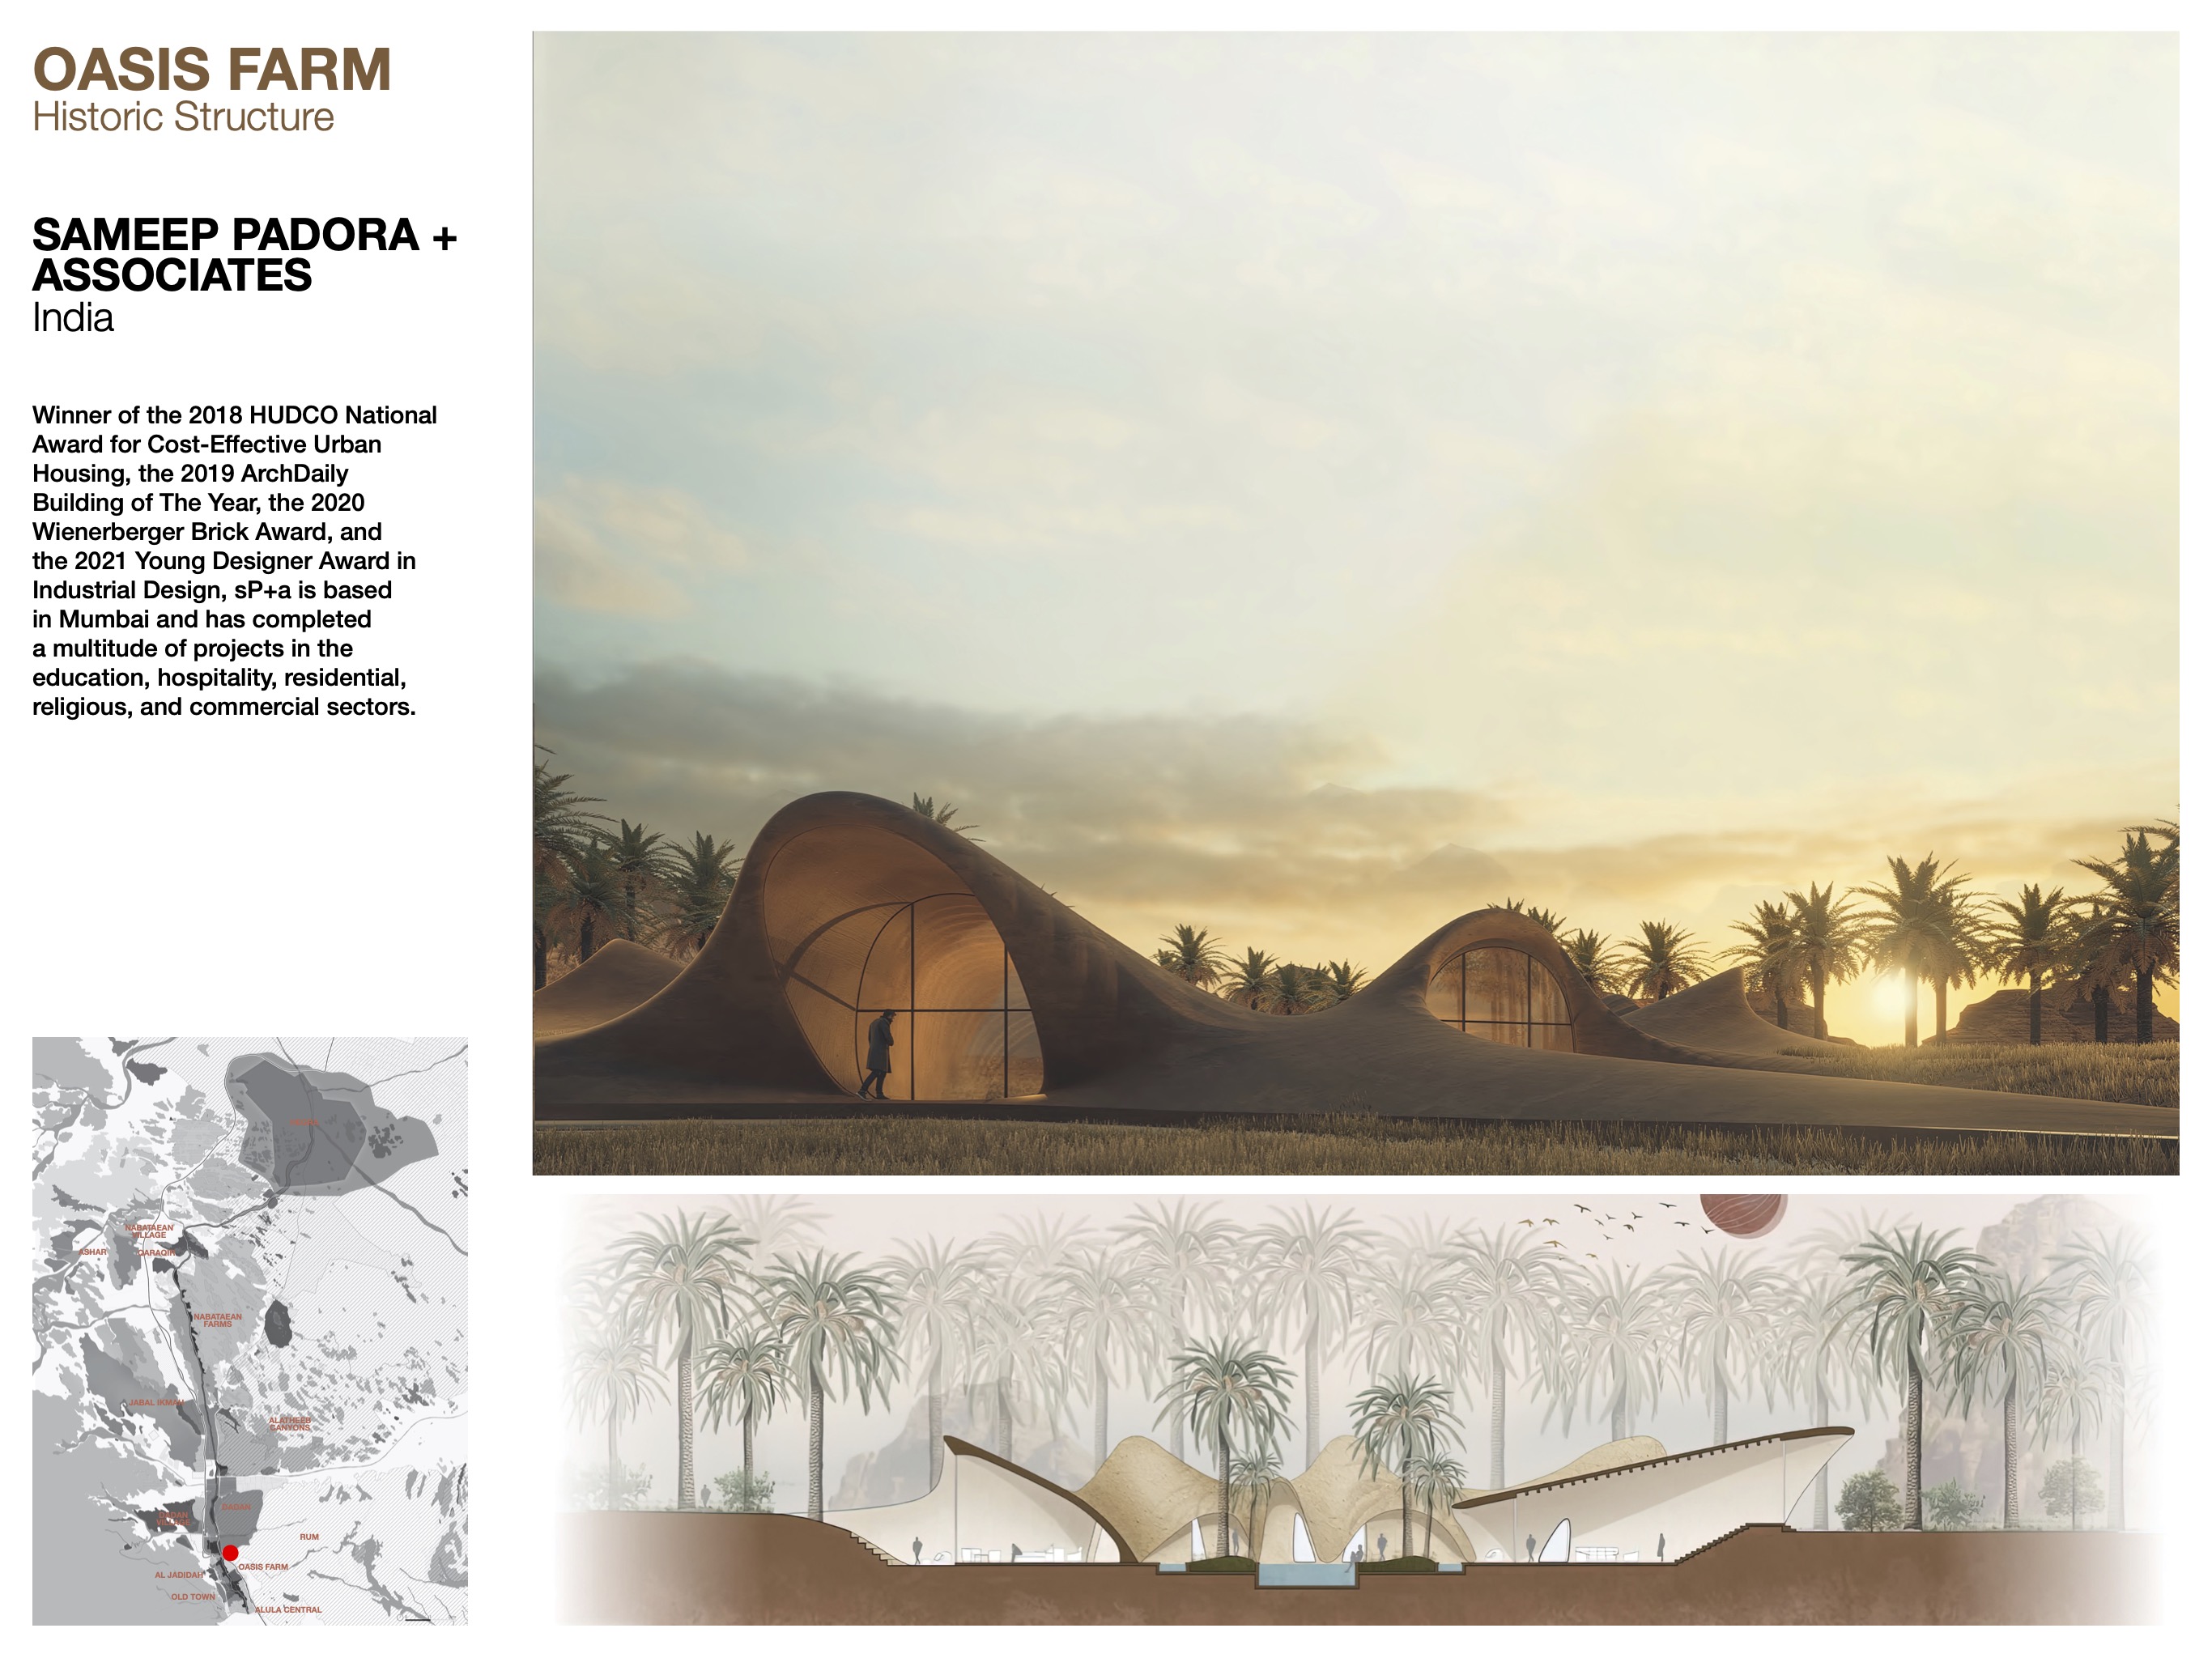 OASIS FARM
Historic Structure
SAMEEP PADORA +
ASSOCIATES
India
Winner of the 2018 HUDCO National
Award for Cost-Effective Urban
Housing, the 2019 ArchDaily
Building of The Year, the 2020
Wienerberger Brick Award, and
the 2021 Young Designer Award in
Industrial Design, sP+a is based
in Mumbai and has completed
a multitude of projects in the
education, hospitality, residential,
religious, and commercial sectors.
NABATAEAN
VILLAGE
ASHAR
QARAQIR
NABATAEAN
FARMS
JABAL IKMAH
ALATHEEB
CANYONS
DADAN
DADAN
VILLAGE
RUM
OASIS FARM
AL JADIDAH
OLD TOWN
ALULA CENTRAL